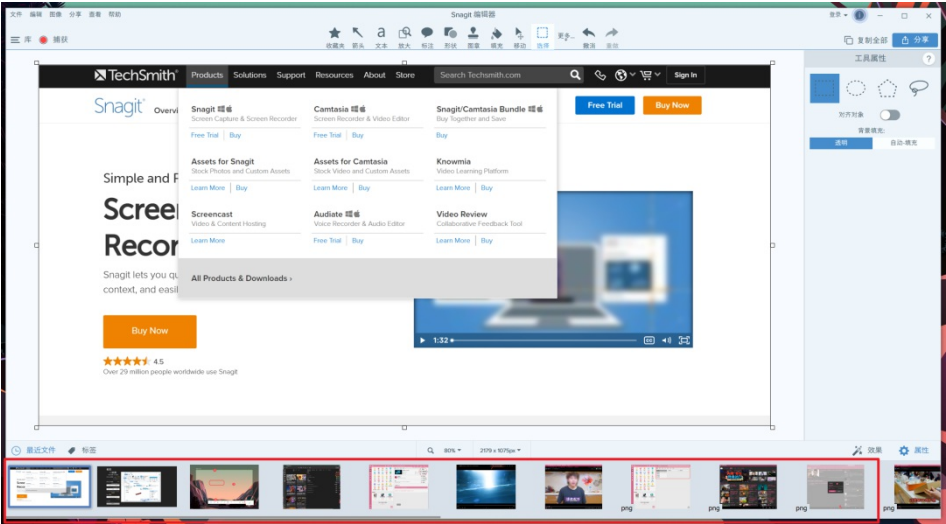 文件 编辑 图像 分享 查看 帮助
Snagit 编辑器
登录
库 捕获
收藏夹 箭头 文本 放大 标注 形状 图章 填充 移动 选择 更多... 撤消 重做
复制全部 分享
TechSmith Products Solutions Support Resources About Store Search Techsmith.com Sign In
工具属性 ?
Snagit Overvi
Free Trial Buy Now
Snagit Camtasia Snagit/Camtasia Bundle
Screen Capture & Screen Recorder Screen Recorder & Video Editor Buy Together and Save
Free Trial Buy Free Trial Buy Buy
对齐对象
背景填充:
透明 自动-填充
Assets for Snagit Assets for Camtasia Knowmia
Stock Photos and Custom Assets Stock Video and Custom Assets Video Learning Platform
Learn More Buy Learn More Buy Learn More Buy
Simple and P
Screencast Audiate Video Review
Video & Content Hosting Voice Recorder & Audio Editor Collaborative Feedback Tool
Learn More Free Trial Buy Learn More Buy
Scree
Recor
Snagit lets you qu
context, and easil
All Products & Downloads ›
Buy Now
1:32
4.5
Over 29 million people worldwide use Snagit
最近文件 标签
80% 2179 x 1075px
效果 属性
png png png png